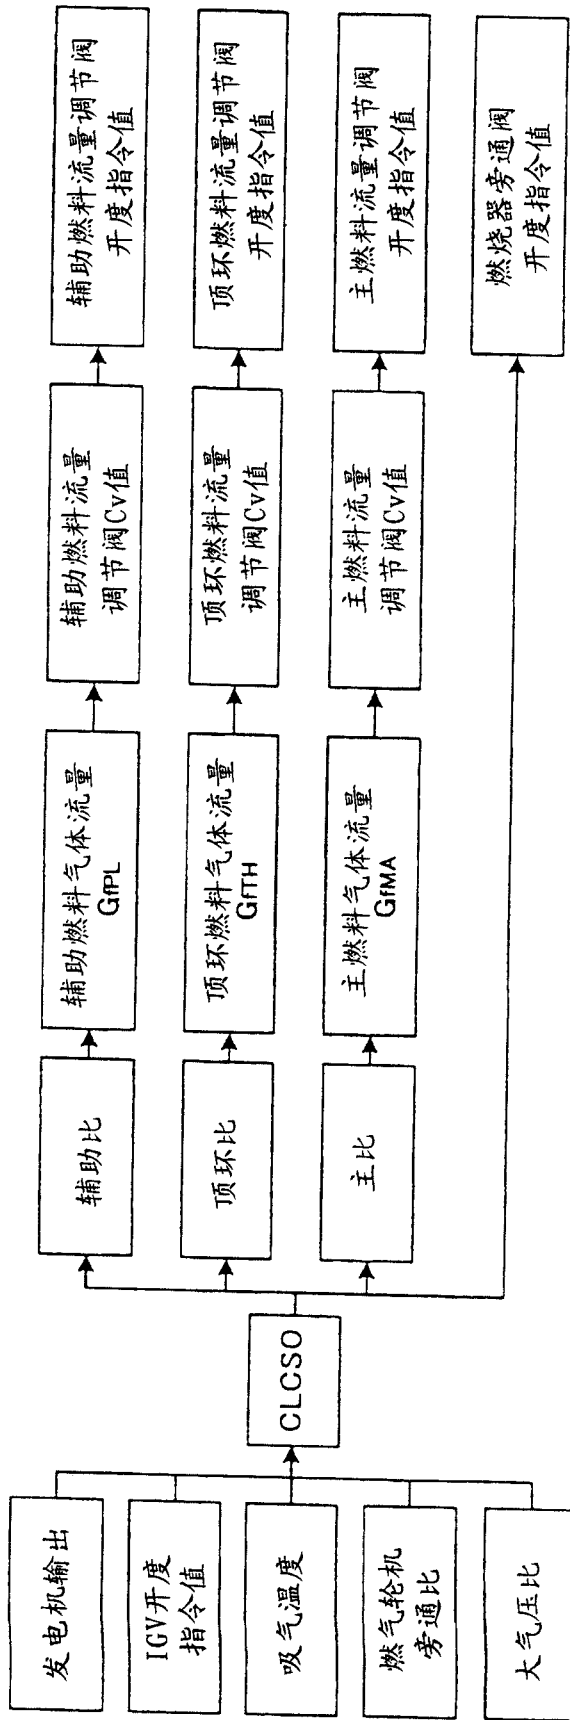 发电机输出
IGV开度
指令值
吸气温度
燃气轮机
旁通比
大气压比
CLCSO
辅助比
辅助燃料气体流量
GfPL
辅助燃料流量
调节阀Cv值
辅助燃料流量调节阀
开度指令值
顶环比
顶环燃料气体流量
GfTH
顶环燃料流量
调节阀Cv值
顶环燃料流量调节阀
开度指令值
主比
主燃料气体流量
GfMA
主燃料流量
调节阀Cv值
主燃料流量调节阀
开度指令值
燃烧器旁通阀
开度指令值